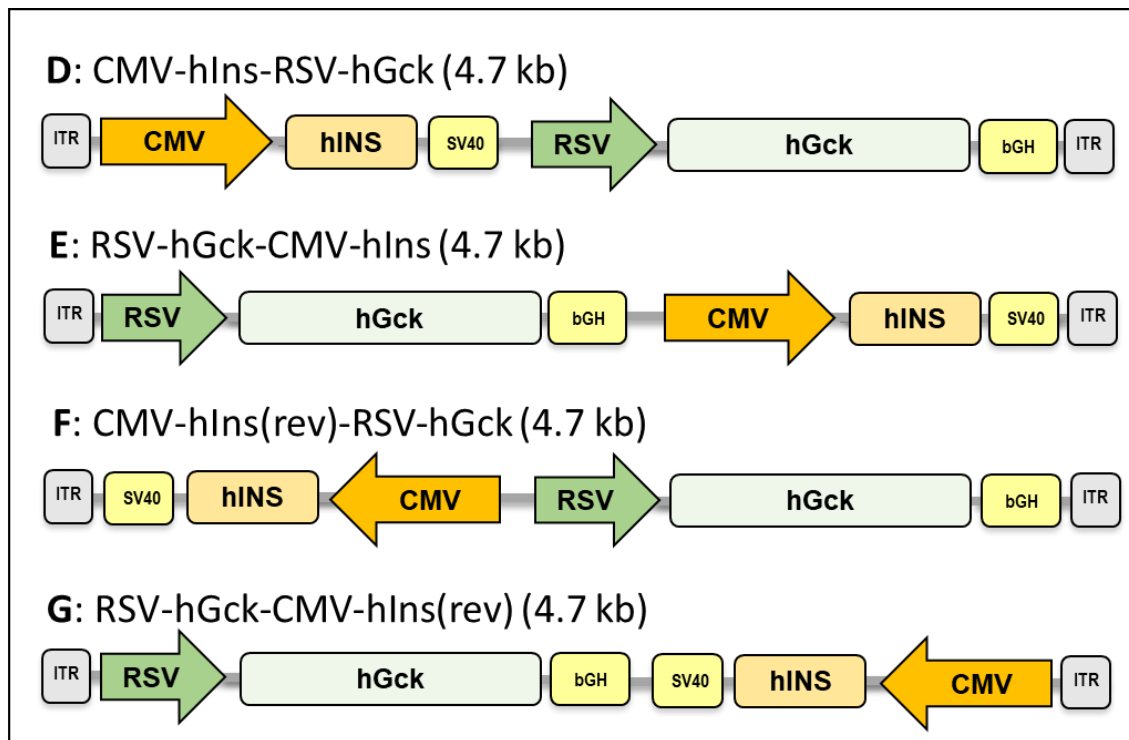 D: CMV-hIns-RSV-hGck (4.7 kb)
ITR CMV hINS SV40 RSV hGck bGH ITR
E: RSV-hGck-CMV-hIns (4.7 kb)
ITR RSV hGck bGH CMV hINS SV40 ITR
F: CMV-hIns(rev)-RSV-hGck (4.7 kb)
ITR SV40 hINS CMV RSV hGck bGH ITR
G: RSV-hGck-CMV-hIns(rev) (4.7 kb)
ITR RSV hGck bGH SV40 hINS CMV ITR